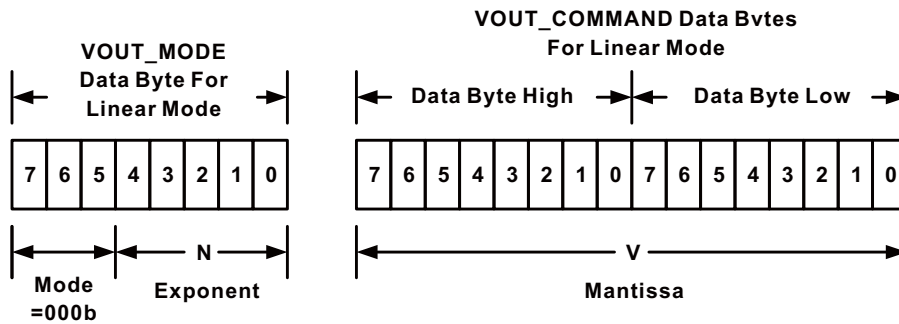 VOUT_MODE
Data Byte For
Linear Mode
VOUT_COMMAND Data Bytes
For Linear Mode
Data Byte High
Data Byte Low
7 6 5 4 3 2 1 0
7 6 5 4 3 2 1 0 7 6 5 4 3 2 1 0
N
V
Mode
=000b
Exponent
Mantissa